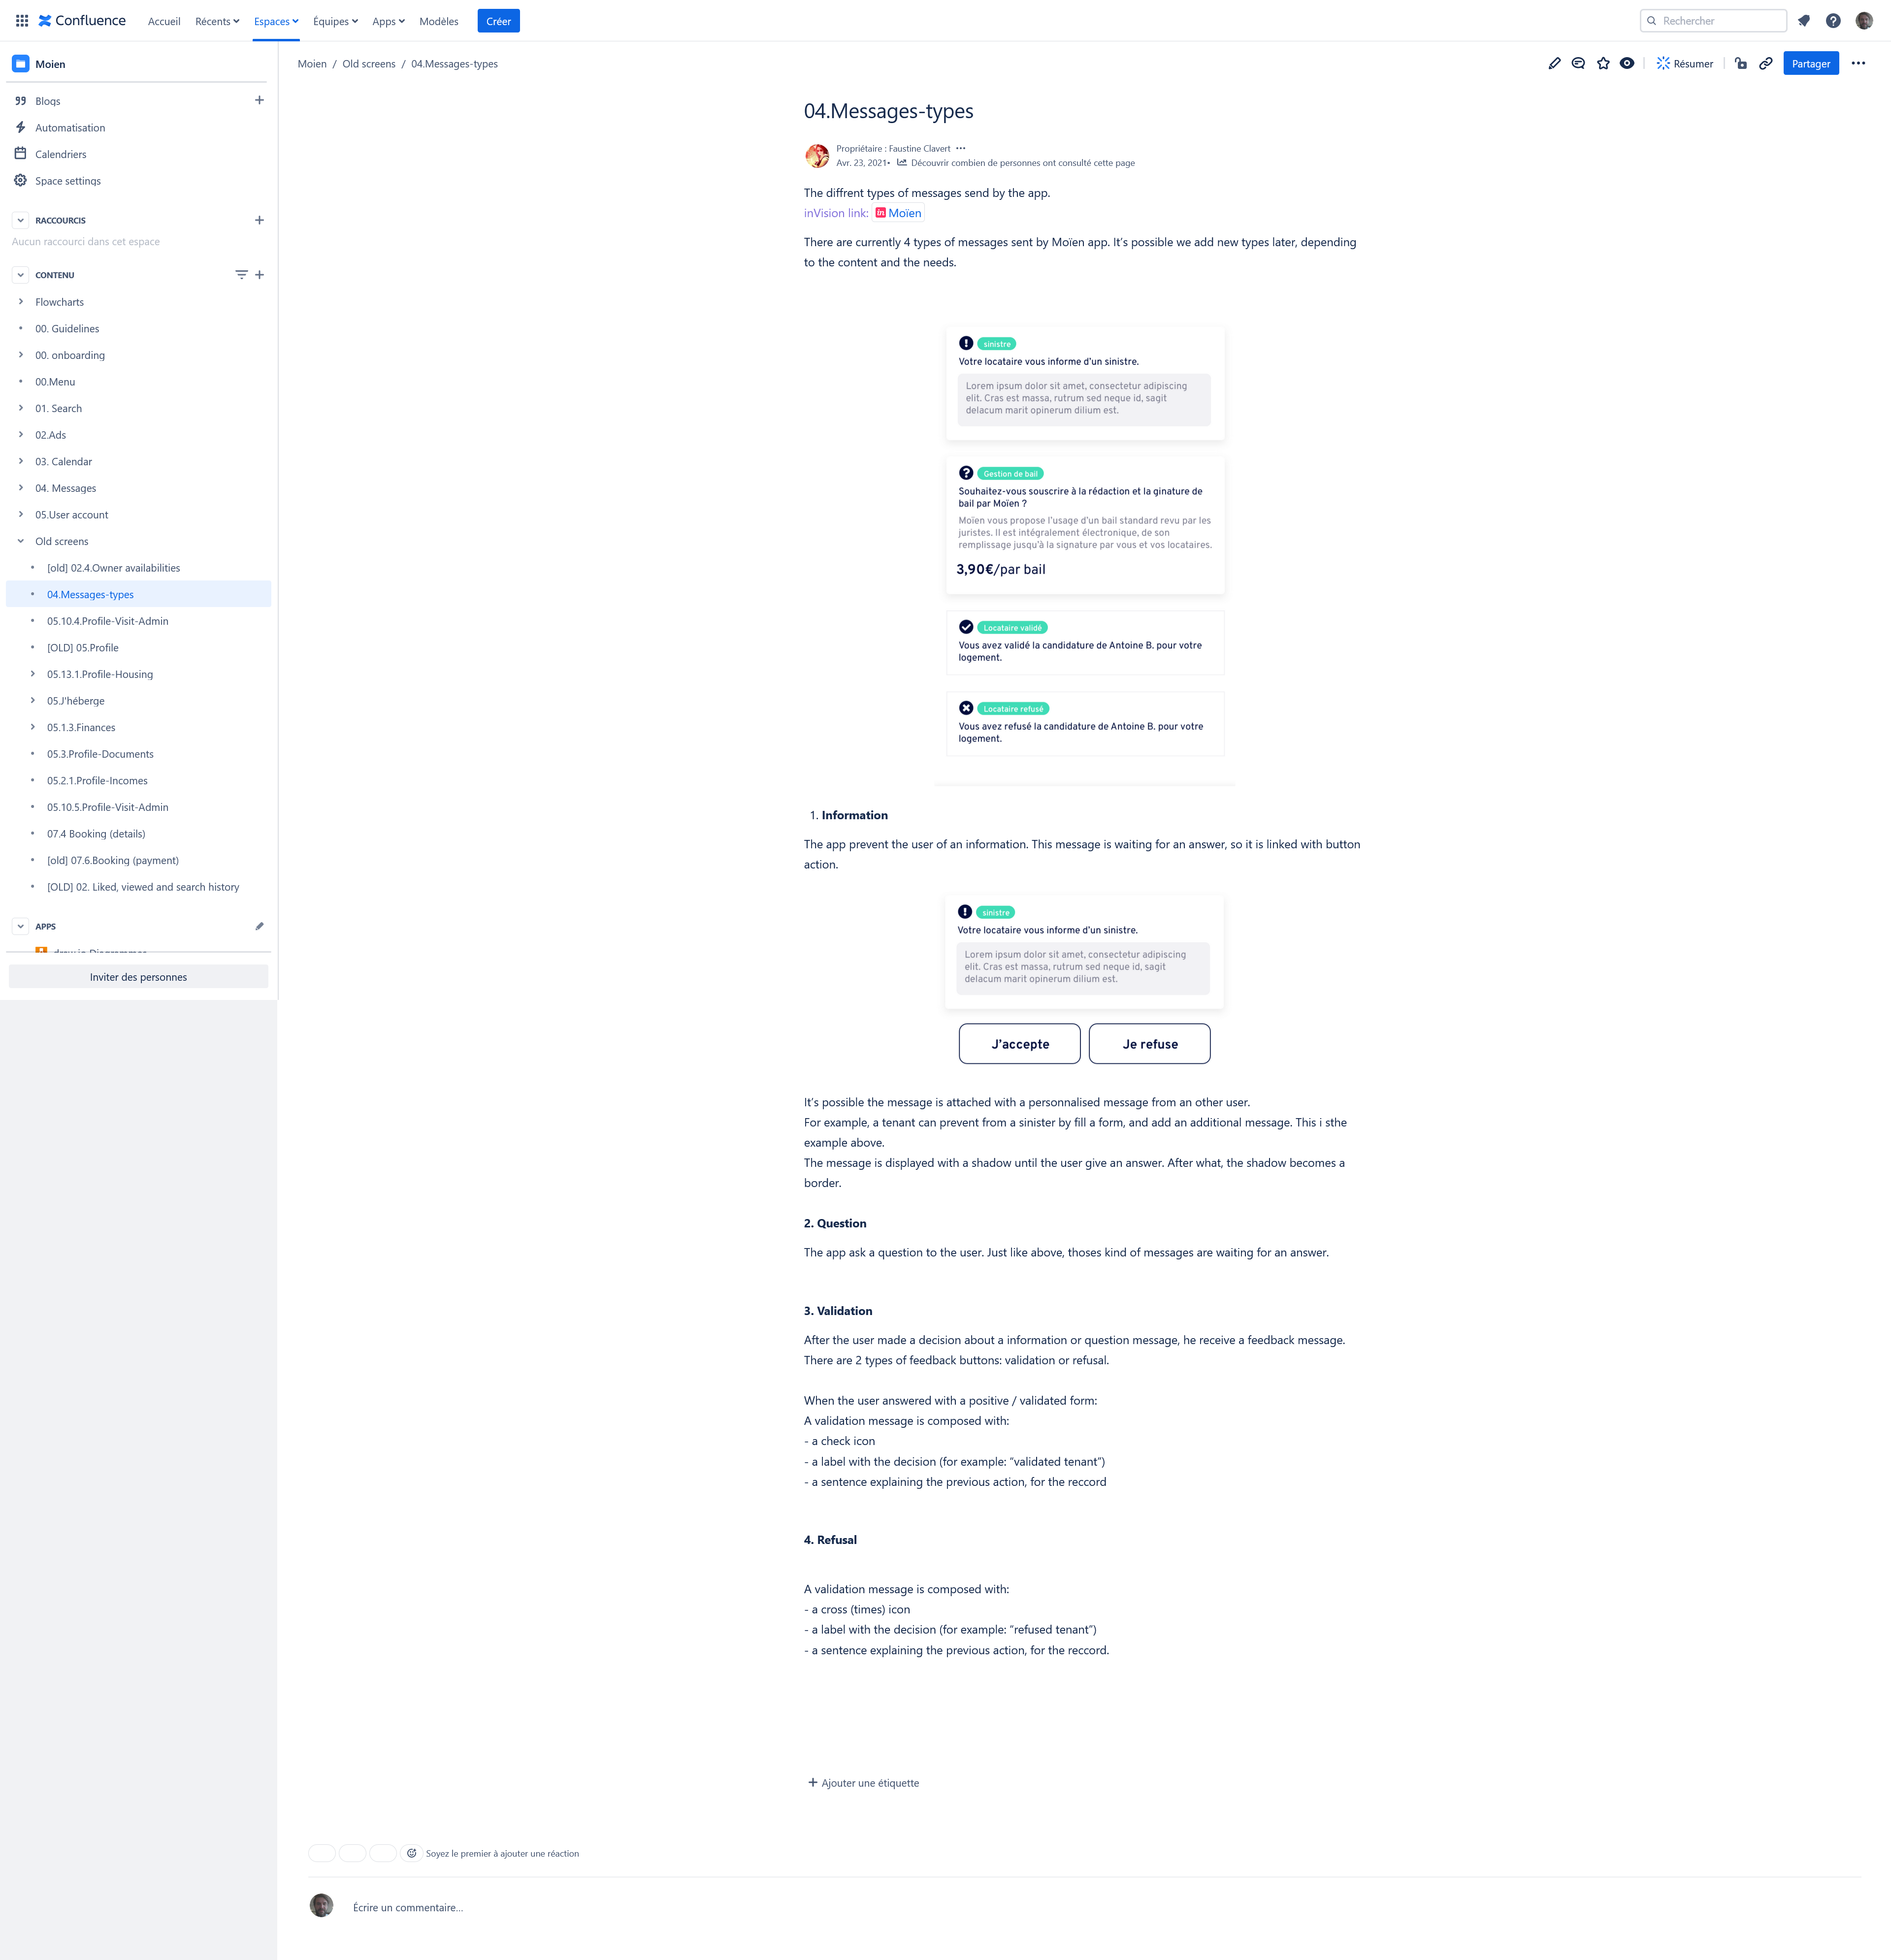 Confluence
Accueil
Récents
Espaces
Équipes
Apps
Modèles
Créer
Rechercher
Moien
Blogs
Automatisation
Calendriers
Space settings
RACCOURCIS
Aucun raccourci dans cet espace
CONTENU
Flowcharts
00. Guidelines
00. onboarding
00.Menu
01. Search
02.Ads
03. Calendar
04. Messages
05.User account
Old screens
[old] 02.4.Owner availabilities
04.Messages-types
05.10.4.Profile-Visit-Admin
[OLD] 05.Profile
05.13.1.Profile-Housing
05.J'héberge
05.1.3.Finances
05.3.Profile-Documents
05.2.1.Profile-Incomes
05.10.5.Profile-Visit-Admin
07.4 Booking (details)
[old] 07.6.Booking (payment)
[OLD] 02. Liked, viewed and search history
APPS
Inviter des personnes
Moien / Old screens / 04.Messages-types
Résumer
Partager
04.Messages-types
Propriétaire : Faustine Clavert
Avr. 23, 2021• Découvrir combien de personnes ont consulté cette page
The diffrent types of messages send by the app.
inVision link: in Moïen
There are currently 4 types of messages sent by Moïen app. It's possible we add new types later, depending
to the content and the needs.
sinistre
Votre locataire vous informe d'un sinistre.
Lorem ipsum dolor sit amet, consectetur adipiscing
elit. Cras est massa, rutrum sed neque id, sagit
delacum marit opinerum dilium est.
Gestion de bail
Souhaitez-vous souscrire à la rédaction et la ginature de
bail par Moïen ?
Moïen vous propose l'usage d'un bail standard revu par les
juristes. Il est intégralement électronique, de son
remplissage jusqu'à la signature par vous et vos locataires.
3,90€/par bail
Locataire validé
Vous avez validé la candidature de Antoine B. pour votre
logement.
Locataire refusé
Vous avez refusé la candidature de Antoine B. pour votre
logement.
1. Information
The app prevent the user of an information. This message is waiting for an answer, so it is linked with button
action.
sinistre
Votre locataire vous informe d'un sinistre.
Lorem ipsum dolor sit amet, consectetur adipiscing
elit. Cras est massa, rutrum sed neque id, sagit
delacum marit opinerum dilium est.
J'accepte
Je refuse
It's possible the message is attached with a personnalised message from an other user.
For example, a tenant can prevent from a sinister by fill a form, and add an additional message. This i sthe
example above.
The message is displayed with a shadow until the user give an answer. After what, the shadow becomes a
border.
2. Question
The app ask a question to the user. Just like above, thoses kind of messages are waiting for an answer.
3. Validation
After the user made a decision about a information or question message, he receive a feedback message.
There are 2 types of feedback buttons: validation or refusal.
When the user answered with a positive / validated form:
A validation message is composed with:
- a check icon
- a label with the decision (for example: “validated tenant”)
- a sentence explaining the previous action, for the reccord
4. Refusal
A validation message is composed with:
- a cross (times) icon
- a label with the decision (for example: “refused tenant”)
- a sentence explaining the previous action, for the reccord.
Ajouter une étiquette
Soyez le premier à ajouter une réaction
Écrire un commentaire...